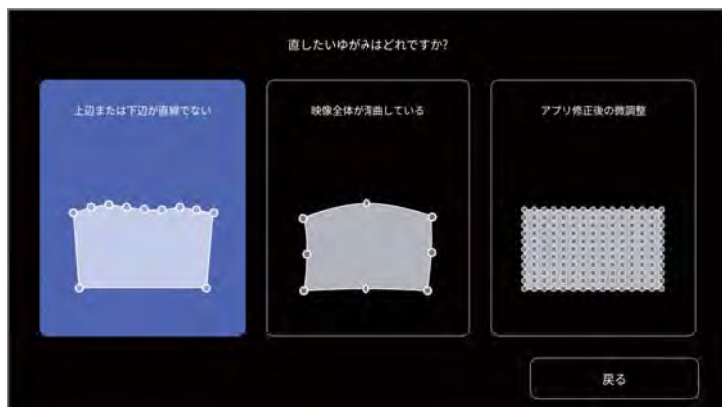 直したいゆがみはどれですか?
上辺または下辺が直線でない
映像全体が湾曲している
アプリ修正後の微調整
戻る